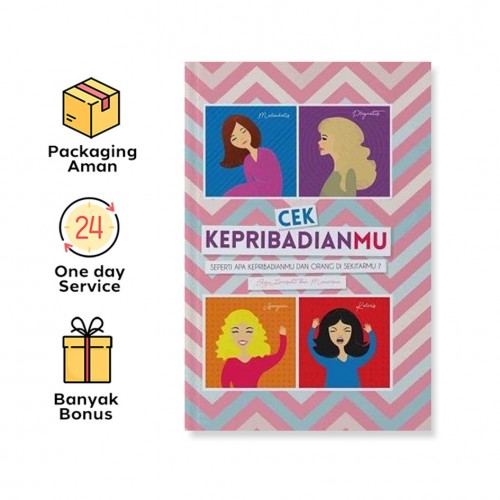 Packaging
Aman
24
One day
Service
Banyak
Bonus
Melankolis
Plegmatis
CEK
KEPRIBADIANMU
SEPERTI APA KEPRIBADIANMU DAN ORANG DI SEKITARMU ?
Sanguinis
Koleris